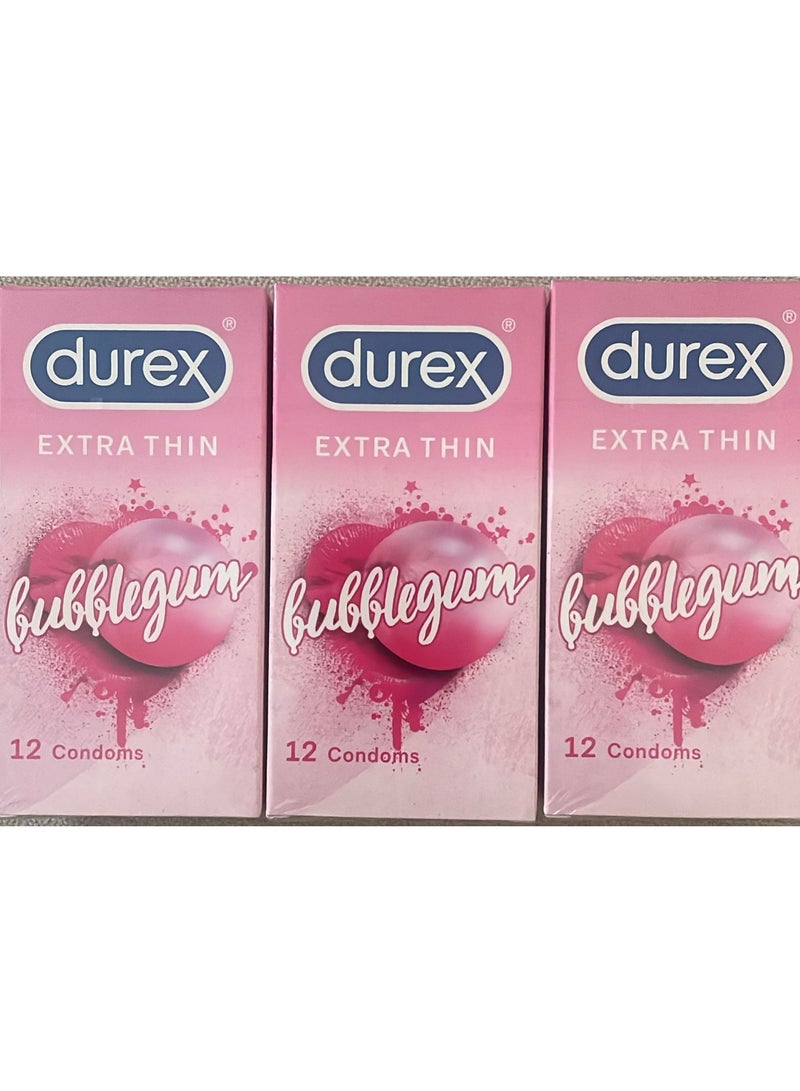 durex®
EXTRA THIN
bubblegum
12 Condoms
durex®
EXTRA THIN
bubblegum
12 Condoms
durex®
EXTRA THIN
bubblegum
12 Condoms